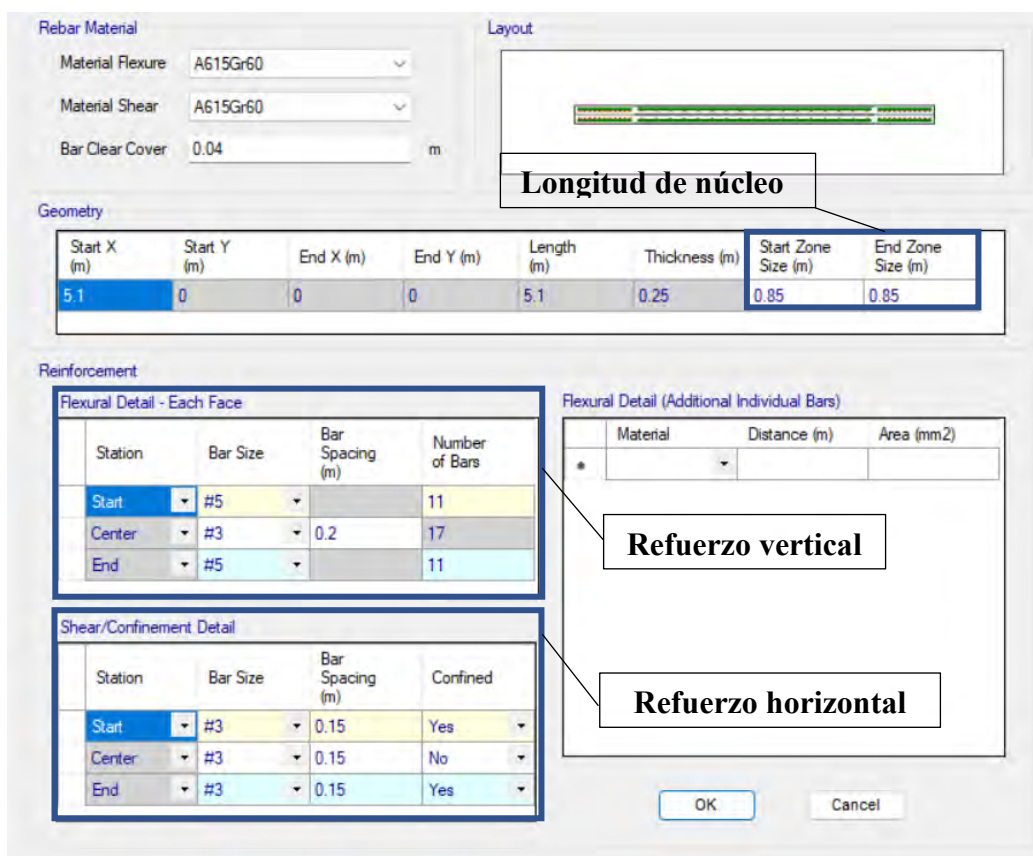 Rebar Material
Material Flexure A615Gr60
Material Shear A615Gr60
Bar Clear Cover 0.04 m
Layout
Longitud de núcleo
Geometry
Start X (m) Start Y (m) End X (m) End Y (m) Length (m) Thickness (m) Start Zone Size (m) End Zone Size (m)
5.1 0 0 0 5.1 0.25 0.85 0.85
Reinforcement
Flexural Detail - Each Face
Station Bar Size Bar Spacing (m) Number of Bars
Start #5 11
Center #3 0.2 17
End #5 11
Flexural Detail (Additional Individual Bars)
Material Distance (m) Area (mm2)
*
Refuerzo vertical
Shear/Confinement Detail
Station Bar Size Bar Spacing (m) Confined
Start #3 0.15 Yes
Center #3 0.15 No
End #3 0.15 Yes
Refuerzo horizontal
OK Cancel